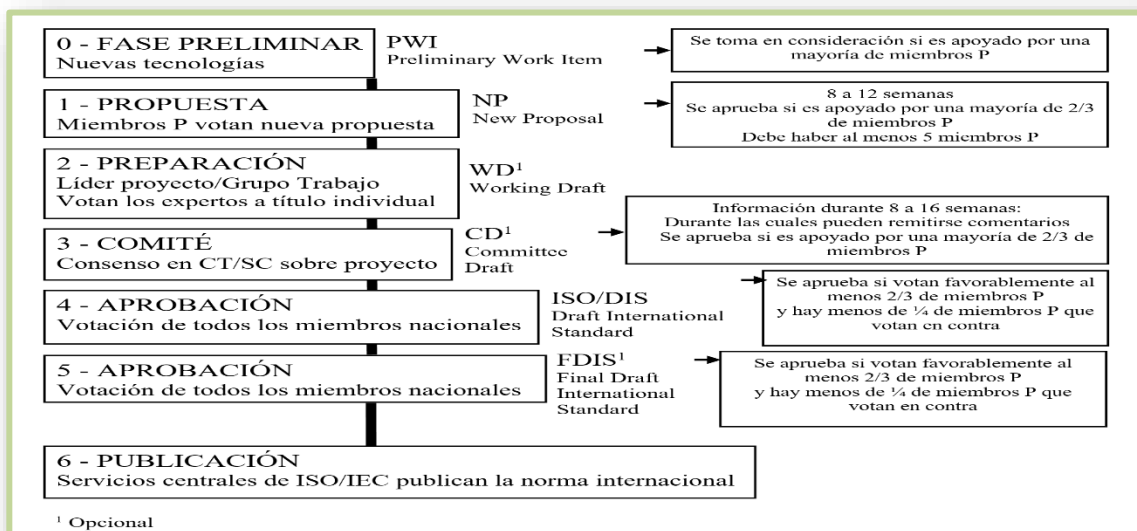 0 - FASE PRELIMINAR
Nuevas tecnologías
PWI
Preliminary Work Item
Se toma en consideración si es apoyado por una
mayoría de miembros P
1 - PROPUESTA
Miembros P votan nueva propuesta
NP
New Proposal
8 a 12 semanas
Se aprueba si es apoyado por una mayoría de 2/3
de miembros P
Debe haber al menos 5 miembros P
2 - PREPARACIÓN
Líder proyecto/Grupo Trabajo
Votan los expertos a título individual
WD¹
Working Draft
3 - COMITÉ
Consenso en CT/SC sobre proyecto
CD¹
Committee
Draft
Información durante 8 a 16 semanas:
Durante las cuales pueden remitirse comentarios
Se aprueba si es apoyado por una mayoría de 2/3 de
miembros P
4 - APROBACIÓN
Votación de todos los miembros nacionales
ISO/DIS
Draft International
Standard
Se aprueba si votan favorablemente al
menos 2/3 de miembros P
y hay menos de ¼ de miembros P que
votan en contra
5 - APROBACIÓN
Votación de todos los miembros nacionales
FDIS¹
Final Draft
International
Standard
Se aprueba si votan favorablemente al
menos 2/3 de miembros P
y hay menos de ¼ de miembros P que
votan en contra
6 - PUBLICACIÓN
Servicios centrales de ISO/IEC publican la norma internacional
¹ Opcional